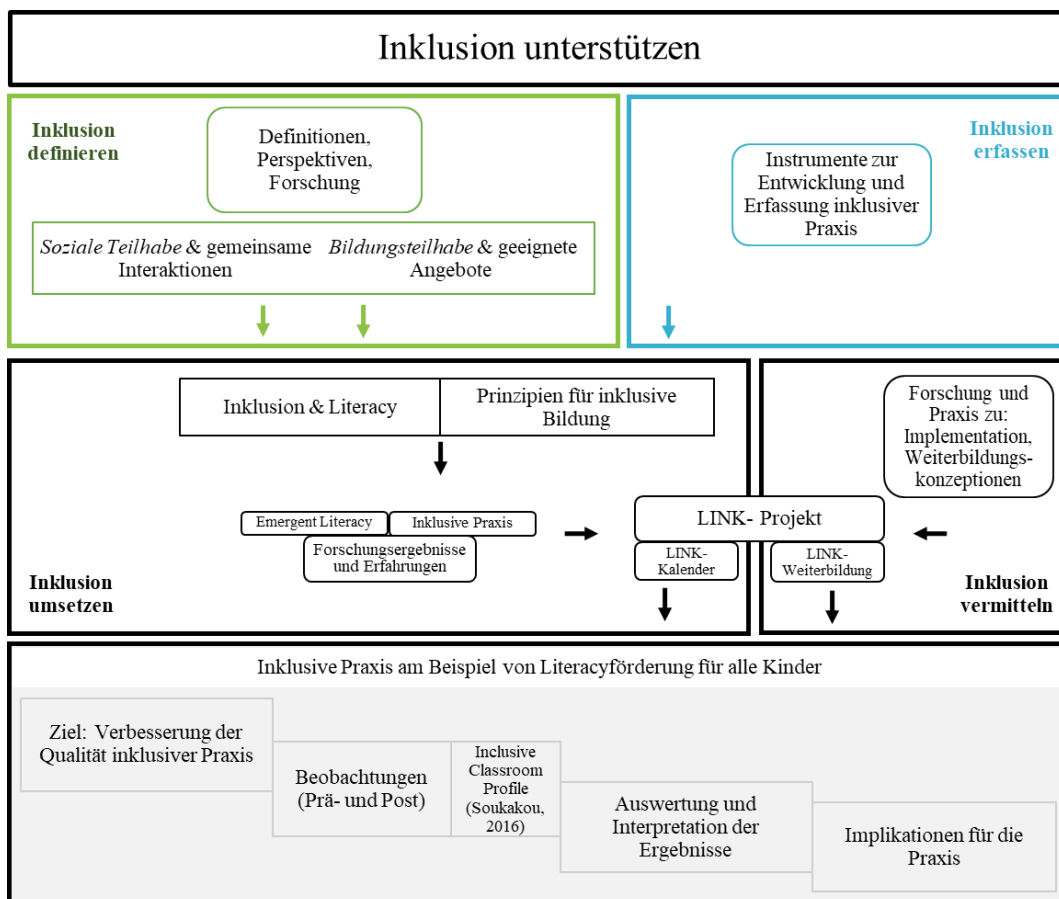 Inklusion unterstützen
Inklusion
definieren
Definitionen,
Perspektiven,
Forschung
Soziale Teilhabe & gemeinsame
Interaktionen
Bildungsteilhabe & geeignete
Angebote
Inklusion
erfassen
Instrumente zur
Entwicklung und
Erfassung inklusiver
Praxis
Inklusion & Literacy
Prinzipien für inklusive
Bildung
Emergent Literacy
Inklusive Praxis
Forschungsergebnisse
und Erfahrungen
Inklusion
umsetzen
LINK- Projekt
LINK-
Kalender
LINK-
Weiterbildung
Forschung und
Praxis zu:
Implementation,
Weiterbildungs-
konzeptionen
Inklusion
vermitteln
Inklusive Praxis am Beispiel von Literacyförderung für alle Kinder
Ziel: Verbesserung der
Qualität inklusiver Praxis
Beobachtungen
(Prä- und Post)
Inclusive
Classroom
Profile
(Soukakou,
2016)
Auswertung und
Interpretation der
Ergebnisse
Implikationen für die
Praxis